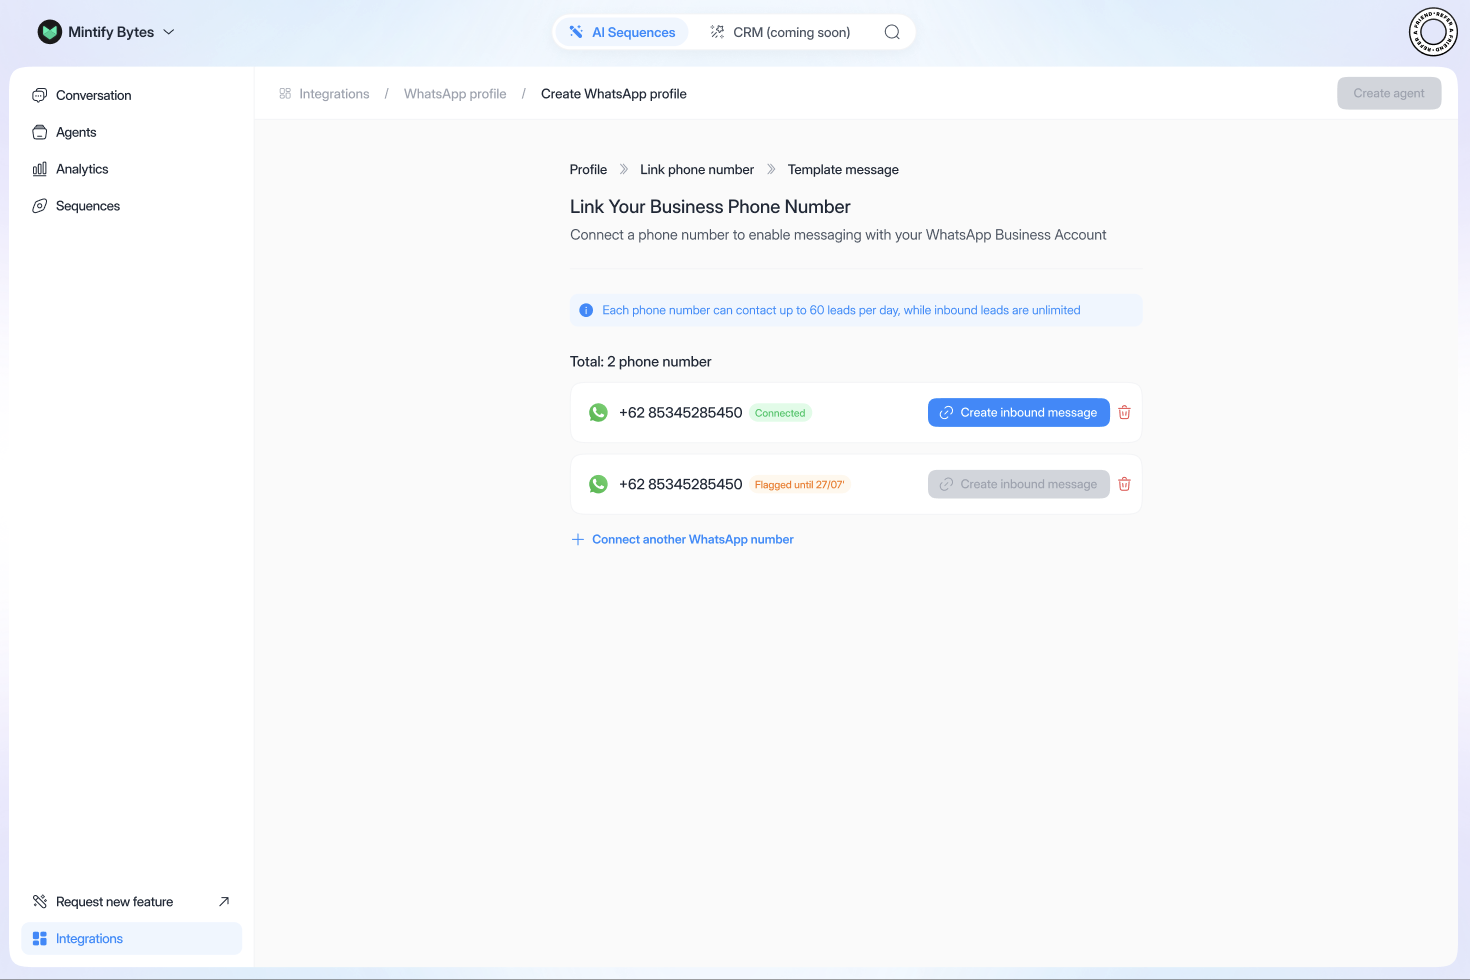 Mintify Bytes
AI Sequences
CRM (coming soon)
REFER A FRIEND • REFER A FRIEND •
Conversation
Agents
Analytics
Sequences
Integrations / WhatsApp profile / Create WhatsApp profile
Create agent
Profile
Link phone number
Template message
Link Your Business Phone Number
Connect a phone number to enable messaging with your WhatsApp Business Account
Each phone number can contact up to 60 leads per day, while inbound leads are unlimited
Total: 2 phone number
+62 85345285450 Connected
Create inbound message
+62 85345285450 Flagged until 27/07'
Create inbound message
Connect another WhatsApp number
Request new feature
Integrations